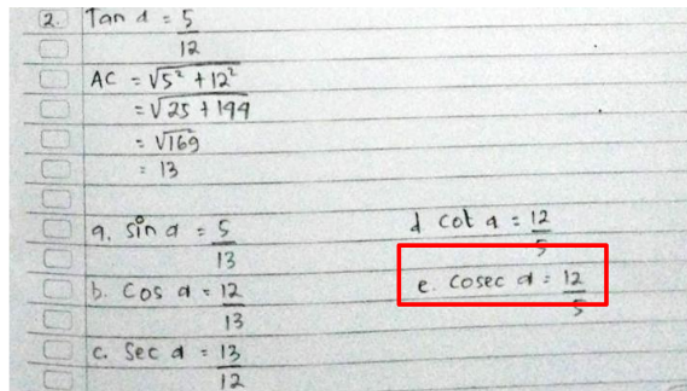 2. Tan α = 5/12
AC = √5² + 12²
= √25 + 144
= √169
= 13
a. sin α = 5/13
b. Cos α = 12/13
c. Sec α = 13/12
d cot α = 12/5
e. Cosec α = 12/5